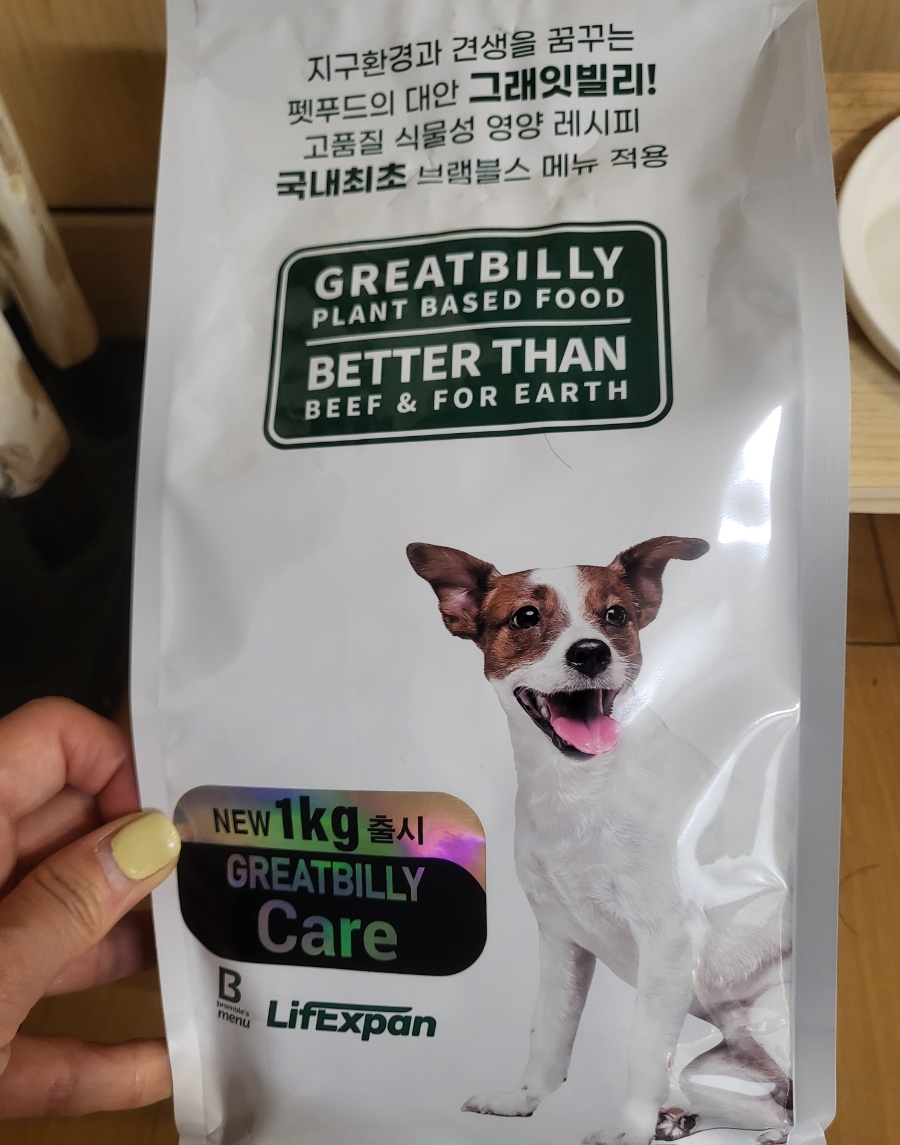 지구환경과 견생을 꿈꾸는
펫푸드의 대안 그래잇빌리!
고품질 식물성 영양 레시피
국내최초 브램블스 메뉴 적용
GREATBILLY
PLANT BASED FOOD
BETTER THAN
BEEF & FOR EARTH
NEW 1kg 출시
GREATBILLY
Care
B
bramble's
menu
LifExpan